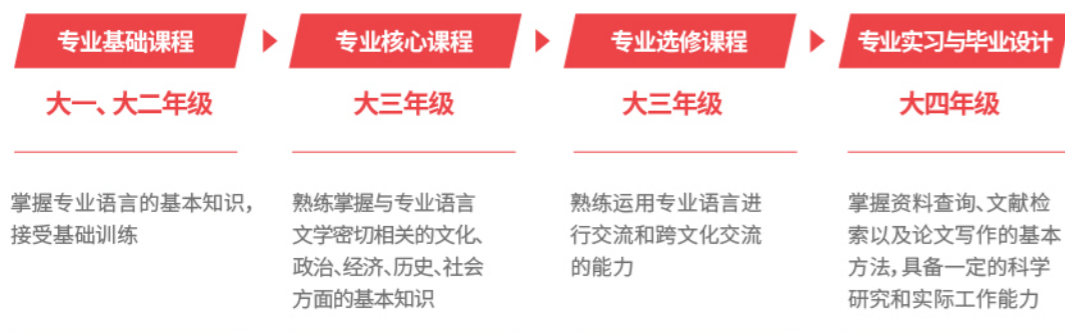 专业基础课程
大一、大二年级
掌握专业语言的基本知识，
接受基础训练
专业核心课程
大三年级
熟练掌握与专业语言
文学密切相关的文化、
政治、经济、历史、社会
方面的基本知识
专业选修课程
大三年级
熟练运用专业语言进
行交流和跨文化交流
的能力
专业实习与毕业设计
大四年级
掌握资料查询、文献检
索以及论文写作的基本
方法，具备一定的科学
研究和实际工作能力